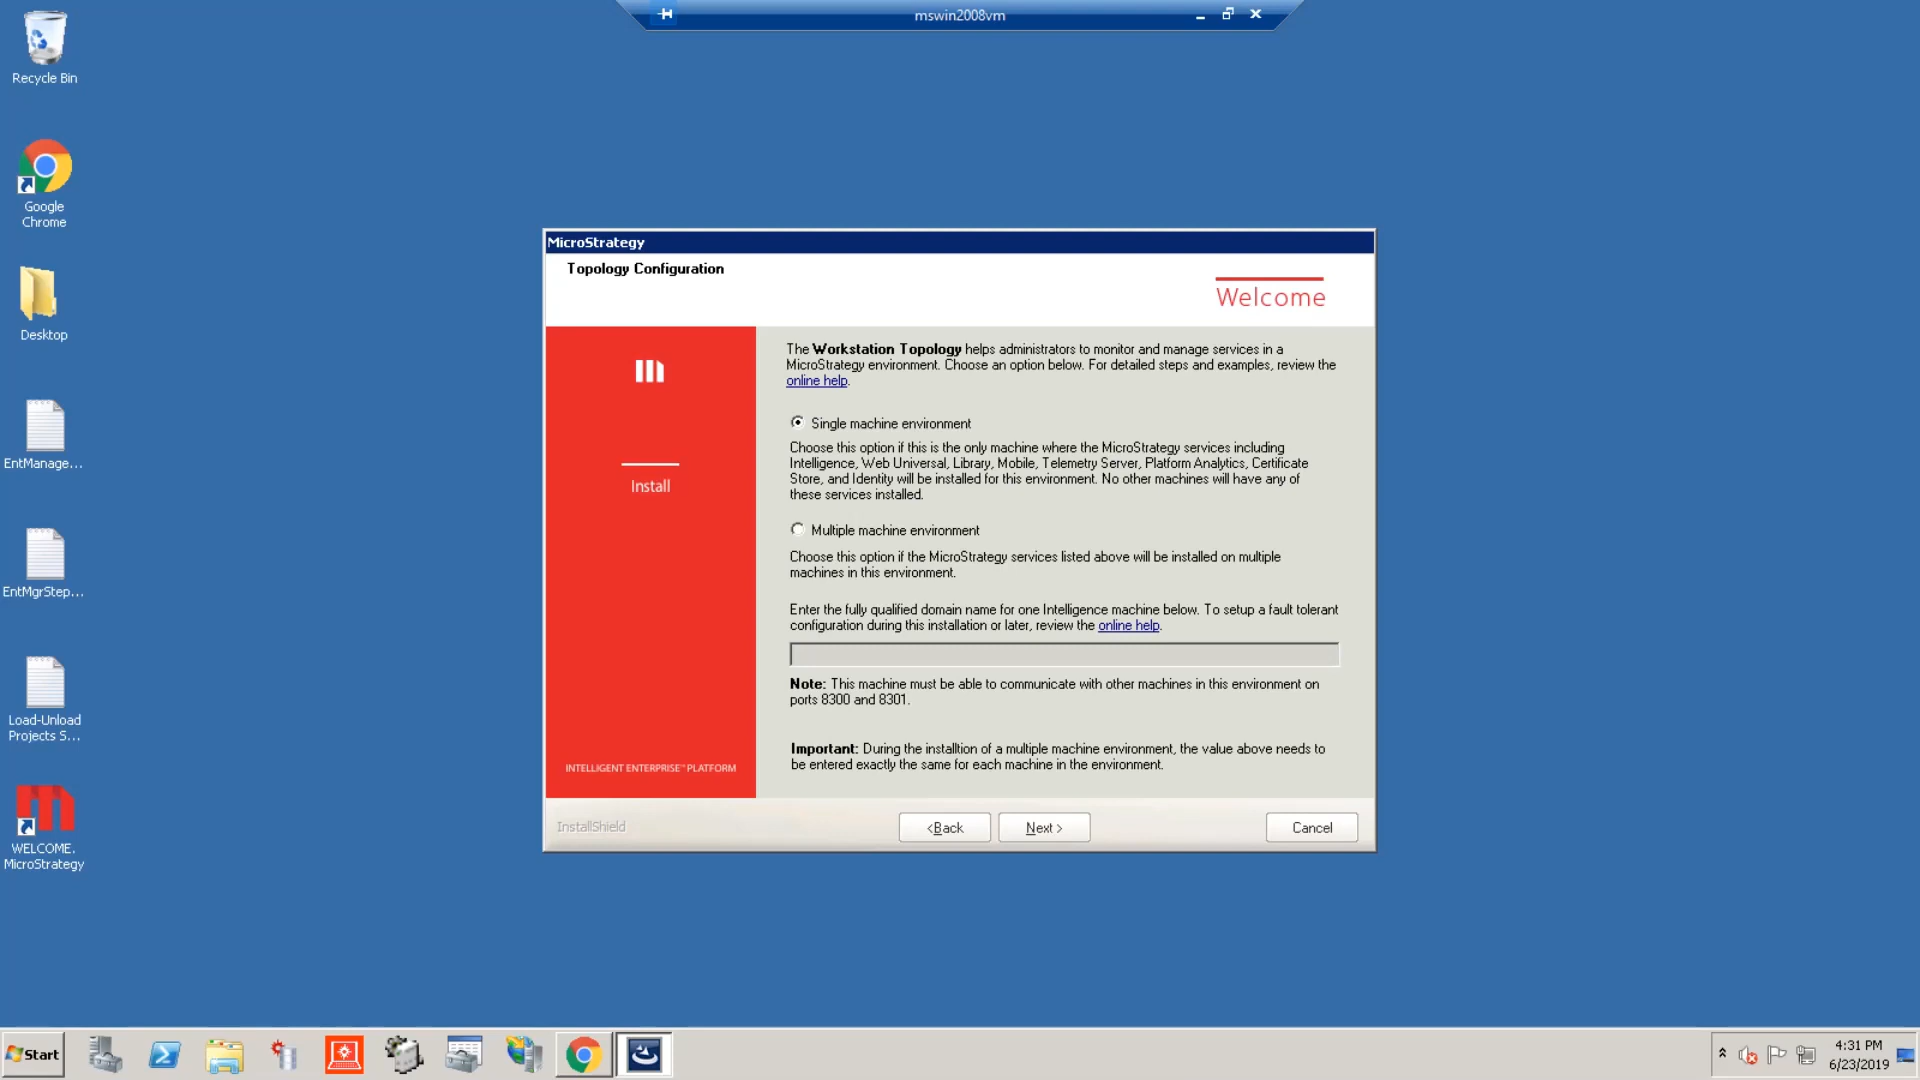 mswin2008vm
Recycle Bin
Google
Chrome
Desktop
EntManage...
EntMgrStep...
Load-Unload
Projects S...
WELCOME.
MicroStrategy
MicroStrategy
Topology Configuration
Welcome
Install
INTELLIGENT ENTERPRISE™ PLATFORM
The Workstation Topology helps administrators to monitor and manage services in a
MicroStrategy environment. Choose an option below. For detailed steps and examples, review the
online help.
Single machine environment
Choose this option if this is the only machine where the MicroStrategy services including
Intelligence, Web Universal, Library, Mobile, Telemetry Server, Platform Analytics, Certificate
Store, and Identity will be installed for this environment. No other machines will have any of
these services installed.
Multiple machine environment
Choose this option if the MicroStrategy services listed above will be installed on multiple
machines in this environment.
Enter the fully qualified domain name for one Intelligence machine below. To setup a fault tolerant
configuration during this installation or later, review the online help.
Note: This machine must be able to communicate with other machines in this environment on
ports 8300 and 8301.
Important: During the installtion of a multiple machine environment, the value above needs to
be entered exactly the same for each machine in the environment.
InstallShield
<Back
Next >
Cancel
Start
4:31 PM
6/23/2019